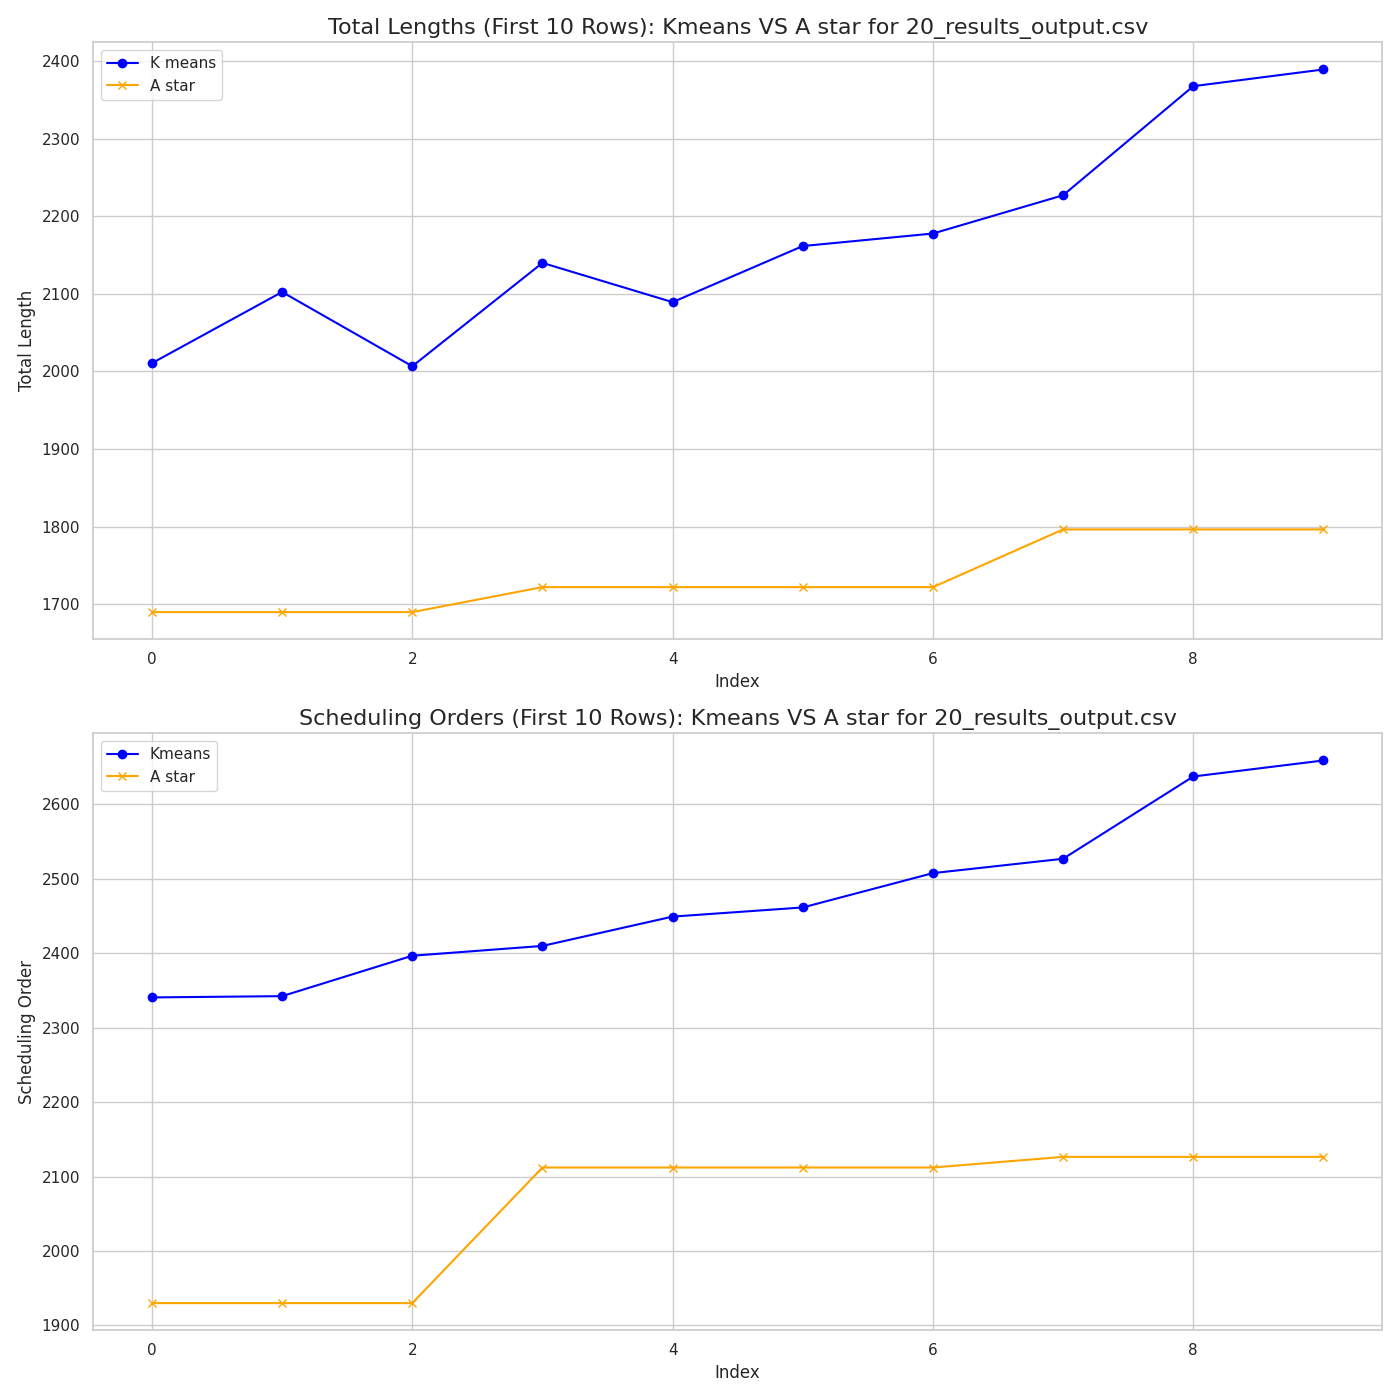 Total Lengths (First 10 Rows): Kmeans VS A star for 20_results_output.csv
K means
A star
2400
2300
2200
2100
2000
1900
1800
1700
Total Length
0 2 4 6 8
Index
Scheduling Orders (First 10 Rows): Kmeans VS A star for 20_results_output.csv
Kmeans
A star
2600
2500
2400
2300
2200
2100
2000
1900
Scheduling Order
0 2 4 6 8
Index